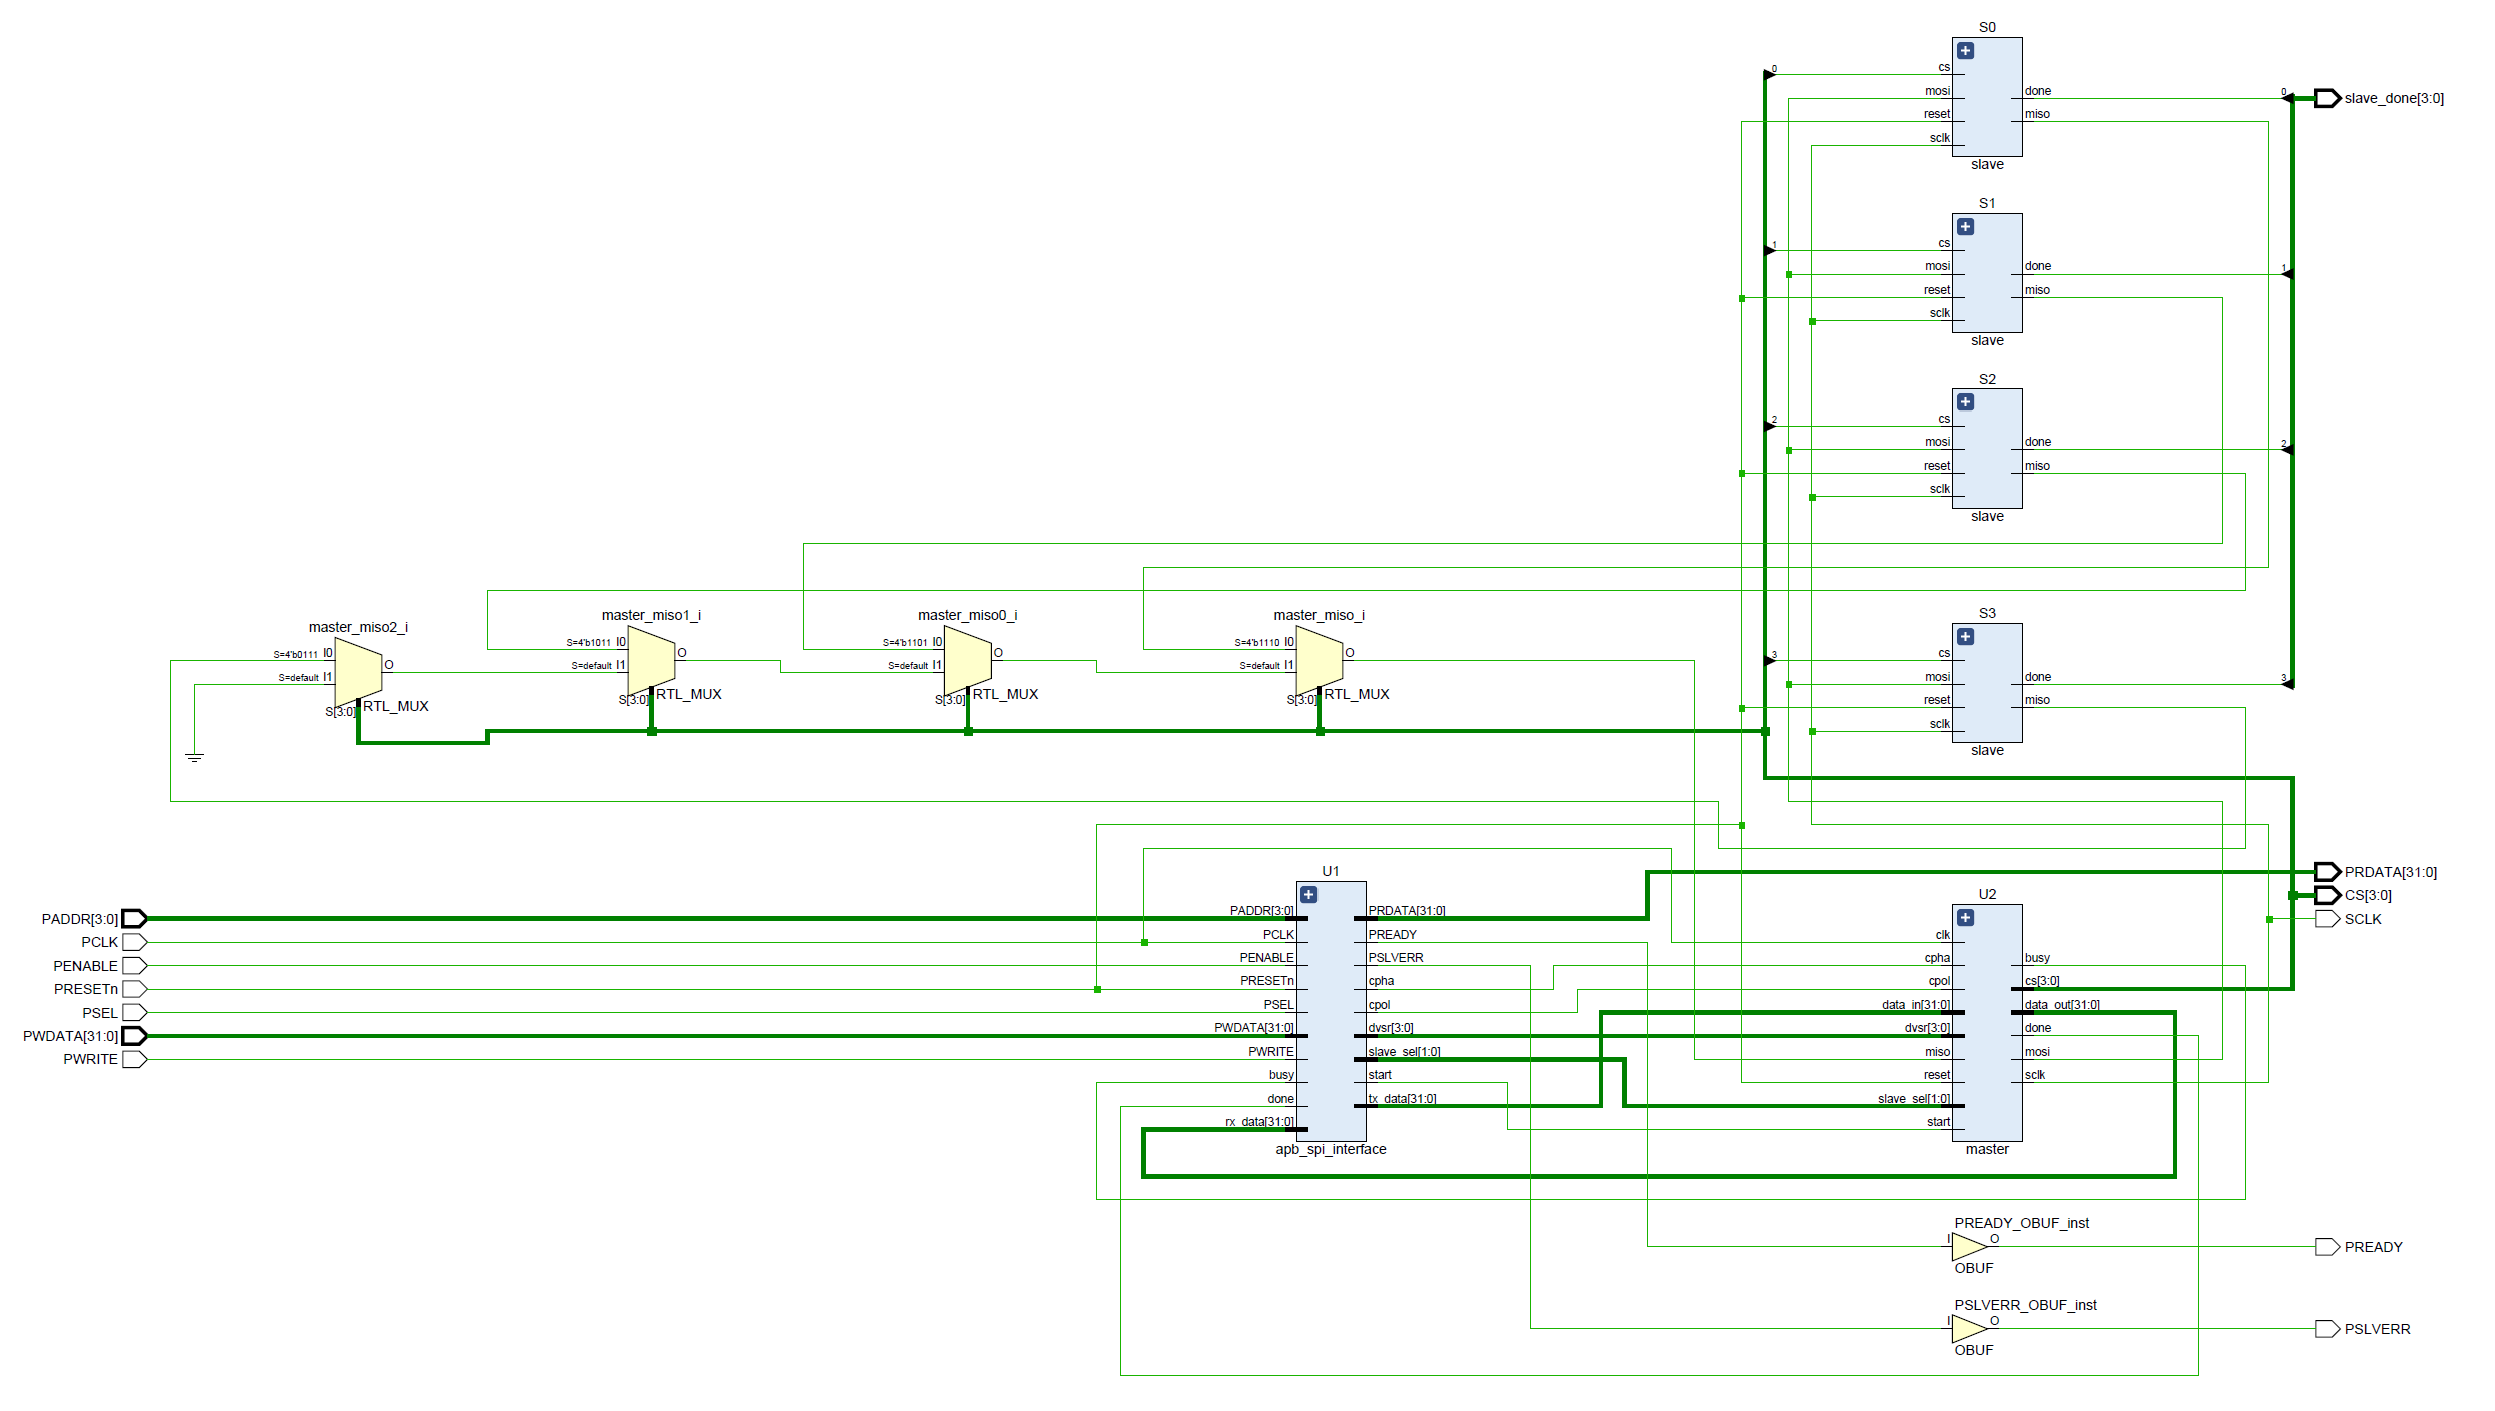 S0
cs
mosi
reset
sclk
done
miso
slave
0
0
slave_done[3:0]
S1
cs
mosi
reset
sclk
done
miso
slave
1
1
S2
cs
mosi
reset
sclk
done
miso
slave
2
2
S3
cs
mosi
reset
sclk
done
miso
slave
3
3
master_miso2_i
S=4'b0111 I0
S=default I1
O
S[3:0]
RTL_MUX
master_miso1_i
S=4'b1011 I0
S=default I1
O
S[3:0]
RTL_MUX
master_miso0_i
S=4'b1101 I0
S=default I1
O
S[3:0]
RTL_MUX
master_miso_i
S=4'b1110 I0
S=default I1
O
S[3:0]
RTL_MUX
PADDR[3:0]
PCLK
PENABLE
PRESETn
PSEL
PWDATA[31:0]
PWRITE
U1
PADDR[3:0]
PCLK
PENABLE
PRESETn
PSEL
PWDATA[31:0]
PWRITE
busy
done
rx_data[31:0]
PRDATA[31:0]
PREADY
PSLVERR
cpha
cpol
dvsr[3:0]
slave_sel[1:0]
start
tx_data[31:0]
apb_spi_interface
U2
clk
cpha
cpol
data_in[31:0]
dvsr[3:0]
miso
reset
slave_sel[1:0]
start
busy
cs[3:0]
data_out[31:0]
done
mosi
sclk
master
PRDATA[31:0]
CS[3:0]
SCLK
PREADY_OBUF_inst
I
O
OBUF
PREADY
PSLVERR_OBUF_inst
I
O
OBUF
PSLVERR